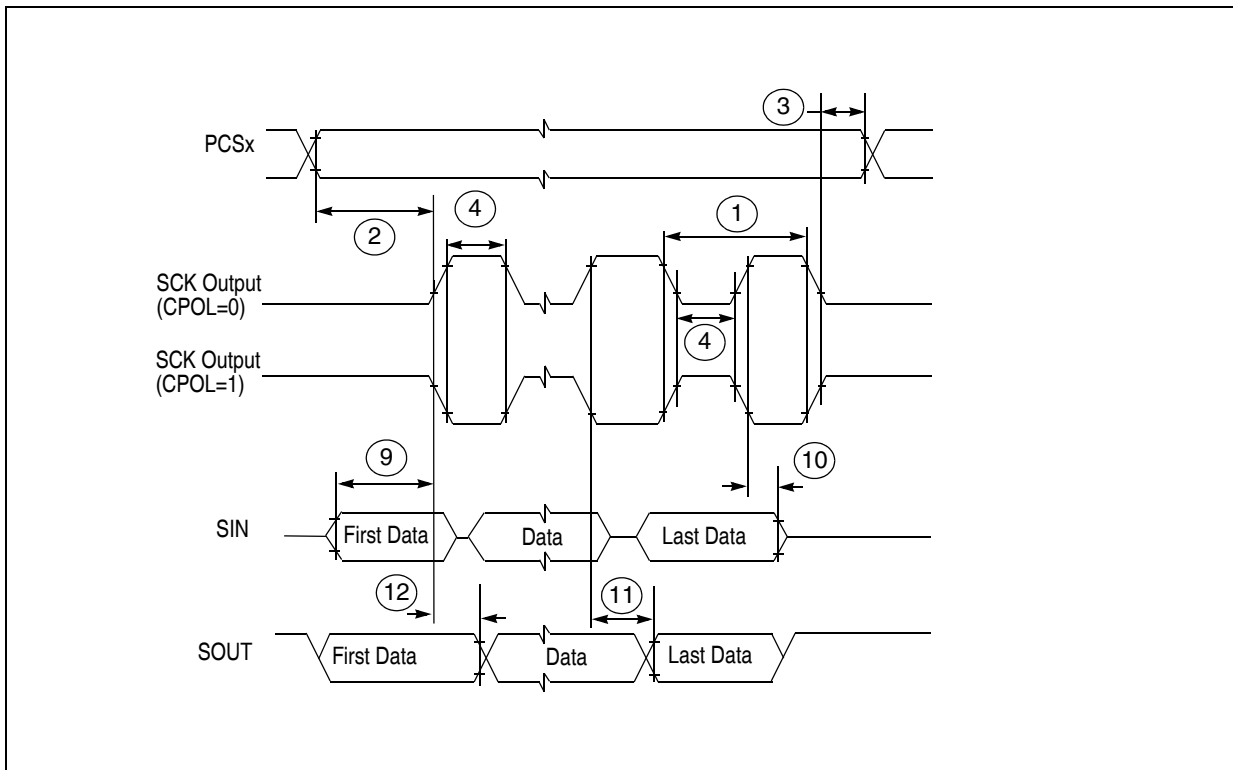 3
PCSx
2
4
1
SCK Output
(CPOL=0)
4
SCK Output
(CPOL=1)
9
10
SIN
First Data
Data
Last Data
12
11
SOUT
First Data
Data
Last Data